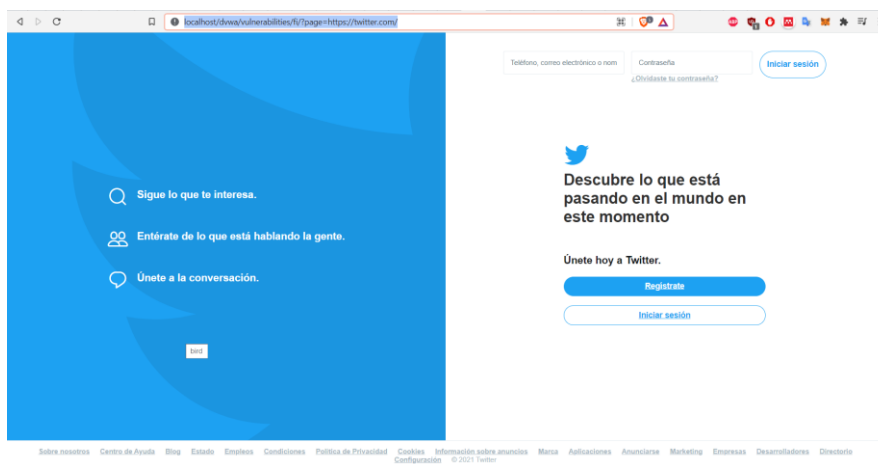 localhost/dvwa/vulnerabilities/fi/?page=https://twitter.com/
Teléfono, correo electrónico o nom
Contraseña
Iniciar sesión
¿Olvidaste tu contraseña?
Sigue lo que te interesa.
Entérate de lo que está hablando la gente.
Únete a la conversación.
bird
Descubre lo que está
pasando en el mundo en
este momento
Únete hoy a Twitter.
Regístrate
Iniciar sesión
Sobre nosotros Centro de Ayuda Blog Estado Empleos Condiciones Política de Privacidad Cookies Información sobre anuncios Marca Aplicaciones Anunciarse Marketing Empresas Desarrolladores Directorio
Configuración © 2021 Twitter